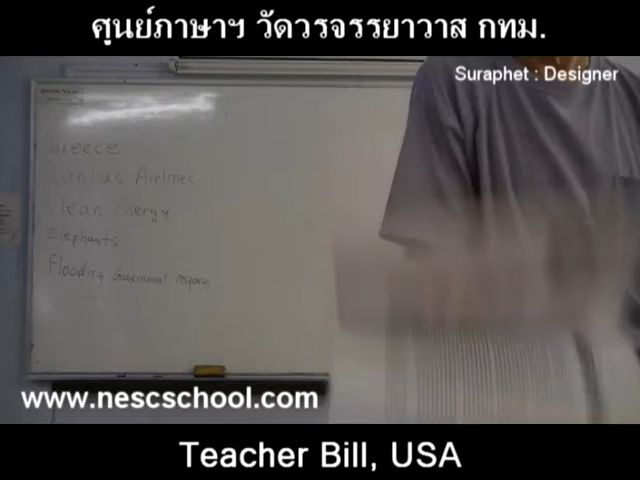 ศูนย์ภาษาฯ วัดวรจรรยาวาส กทม.
Suraphet : Designer
Greece
Qantas Airlines
Clean energy
Elephants
Flooding Government response
www.nescschool.com
Teacher Bill, USA